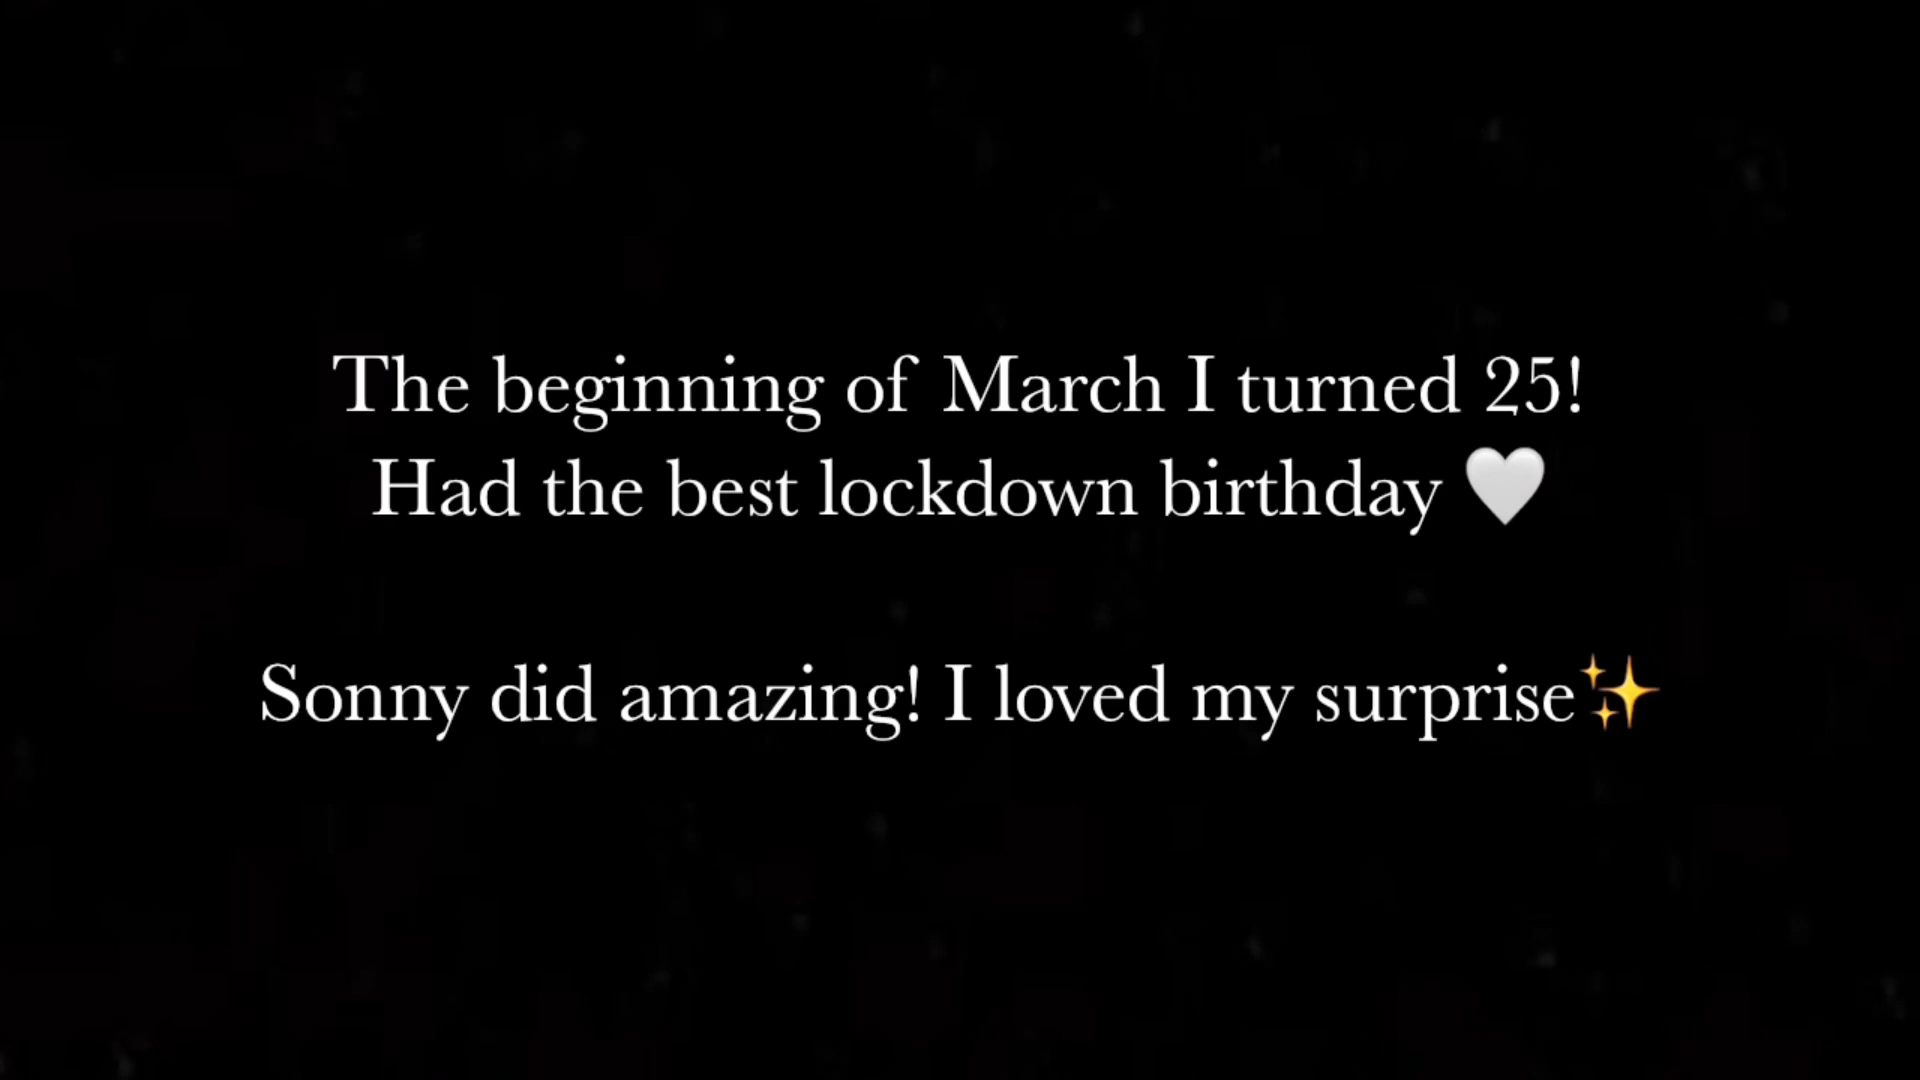 The beginning of March I turned 25!
Had the best lockdown birthday 🤍
Sonny did amazing! I loved my surprise✨